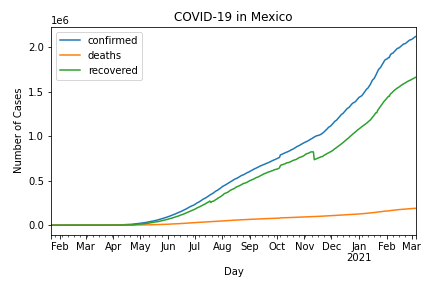 COVID-19 in Mexico
1e6
confirmed
deaths
recovered
2.0
1.5
1.0
0.5
0.0
Number of Cases
Feb Mar Apr May Jun Jul Aug Sep Oct Nov Dec Jan Feb Mar
2021
Day